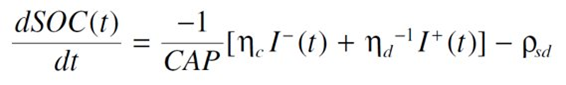 dSOC(t)/dt = -1/CAP [η_c I⁻(t) + η_d⁻¹ I⁺(t)] − ρ_sd